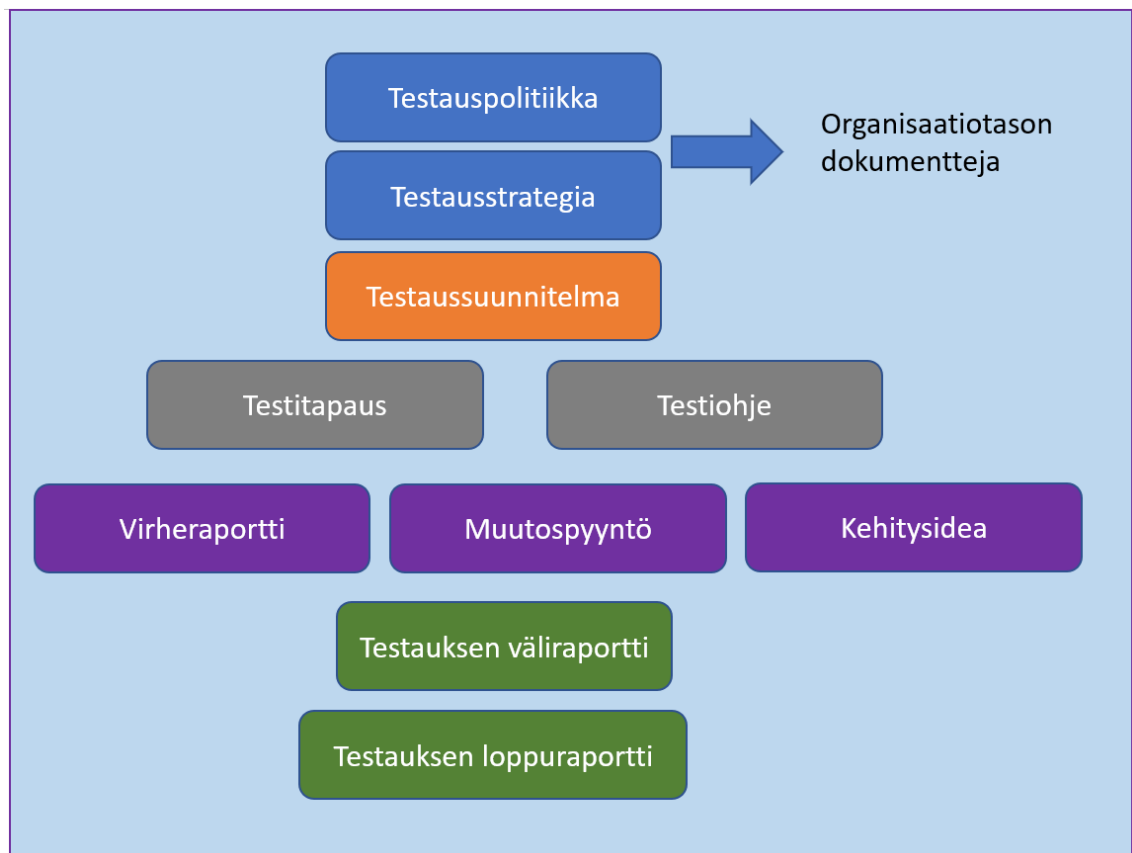 Testauspolitiikka
Organisaatiotason
dokumentteja
Testausstrategia
Testaussuunnitelma
Testitapaus
Testiohje
Virheraportti
Muutospyyntö
Kehitysidea
Testauksen väliraportti
Testauksen loppuraportti